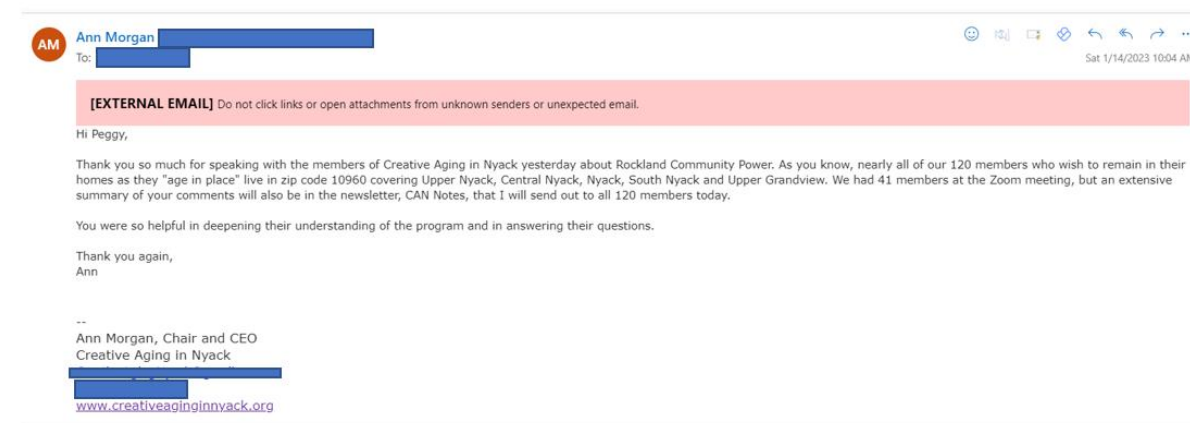 AM
Ann Morgan
To:
Sat 1/14/2023 10:04 AM
[EXTERNAL EMAIL] Do not click links or open attachments from unknown senders or unexpected email.
Hi Peggy,
Thank you so much for speaking with the members of Creative Aging in Nyack yesterday about Rockland Community Power. As you know, nearly all of our 120 members who wish to remain in their
homes as they "age in place" live in zip code 10960 covering Upper Nyack, Central Nyack, Nyack, South Nyack and Upper Grandview. We had 41 members at the Zoom meeting, but an extensive
summary of your comments will also be in the newsletter, CAN Notes, that I will send out to all 120 members today.
You were so helpful in deepening their understanding of the program and in answering their questions.
Thank you again,
Ann
--
Ann Morgan, Chair and CEO
Creative Aging in Nyack
www.creativeaginginnyack.org